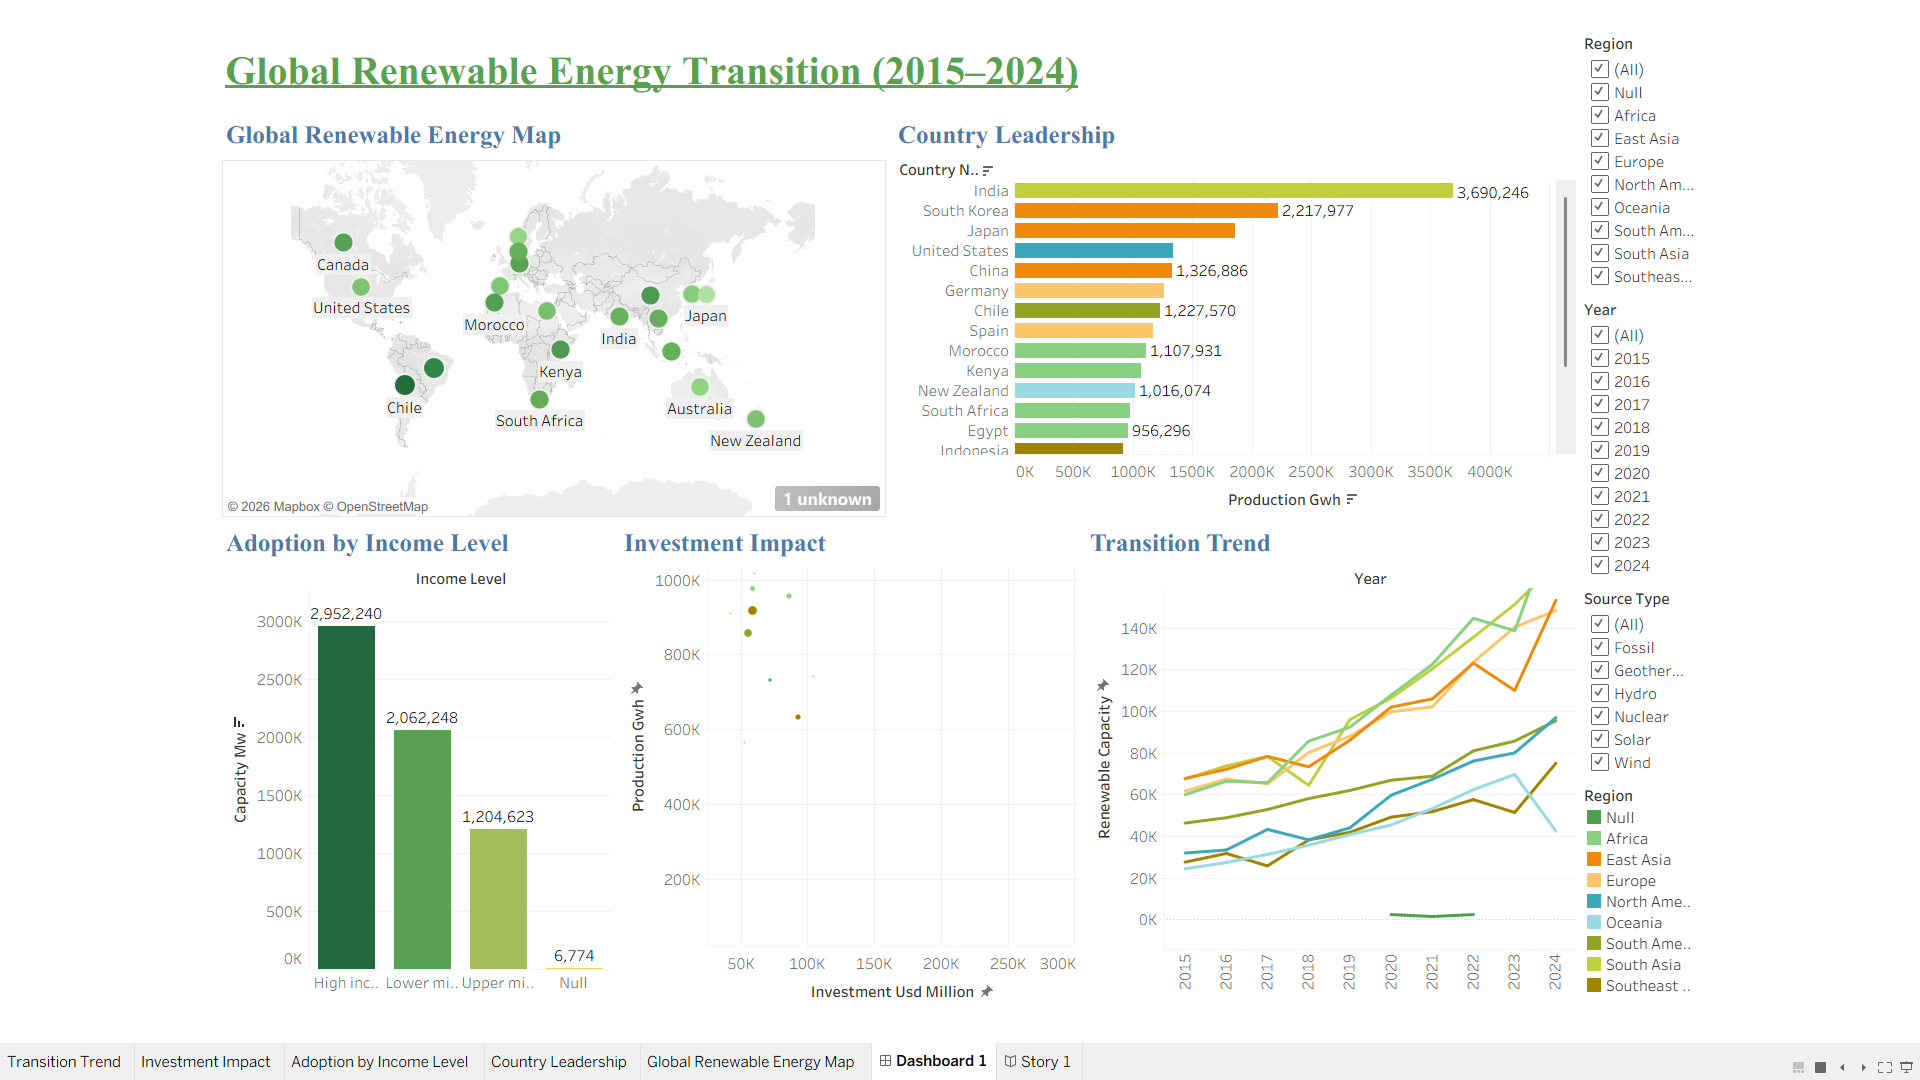 Global Renewable Energy Transition (2015–2024)
Global Renewable Energy Map
Canada
United States
Morocco
Japan
India
Kenya
Chile
South Africa
Australia
New Zealand
© 2026 Mapbox © OpenStreetMap
1 unknown
Country Leadership
Country N..
India 3,690,246
South Korea 2,217,977
Japan
United States
China 1,326,886
Germany
Chile 1,227,570
Spain
Morocco 1,107,931
Kenya
New Zealand 1,016,074
South Africa
Egypt 956,296
Indonesia
0K 500K 1000K 1500K 2000K 2500K 3000K 3500K 4000K
Production Gwh
Adoption by Income Level
Income Level
Capacity Mw
3000K
2500K
2000K
1500K
1000K
500K
0K
2,952,240
2,062,248
1,204,623
6,774
High inc.. Lower mi.. Upper mi.. Null
Investment Impact
Production Gwh
1000K
800K
600K
400K
200K
50K 100K 150K 200K 250K 300K
Investment Usd Million
Transition Trend
Year
Renewable Capacity
140K
120K
100K
80K
60K
40K
20K
0K
2015 2016 2017 2018 2019 2020 2021 2022 2023 2024
Region
(All)
Null
Africa
East Asia
Europe
North Am...
Oceania
South Am...
South Asia
Southeas...
Year
(All)
2015
2016
2017
2018
2019
2020
2021
2022
2023
2024
Source Type
(All)
Fossil
Geother...
Hydro
Nuclear
Solar
Wind
Region
Null
Africa
East Asia
Europe
North Ame..
Oceania
South Ame..
South Asia
Southeast ..
Transition Trend
Investment Impact
Adoption by Income Level
Country Leadership
Global Renewable Energy Map
Dashboard 1
Story 1